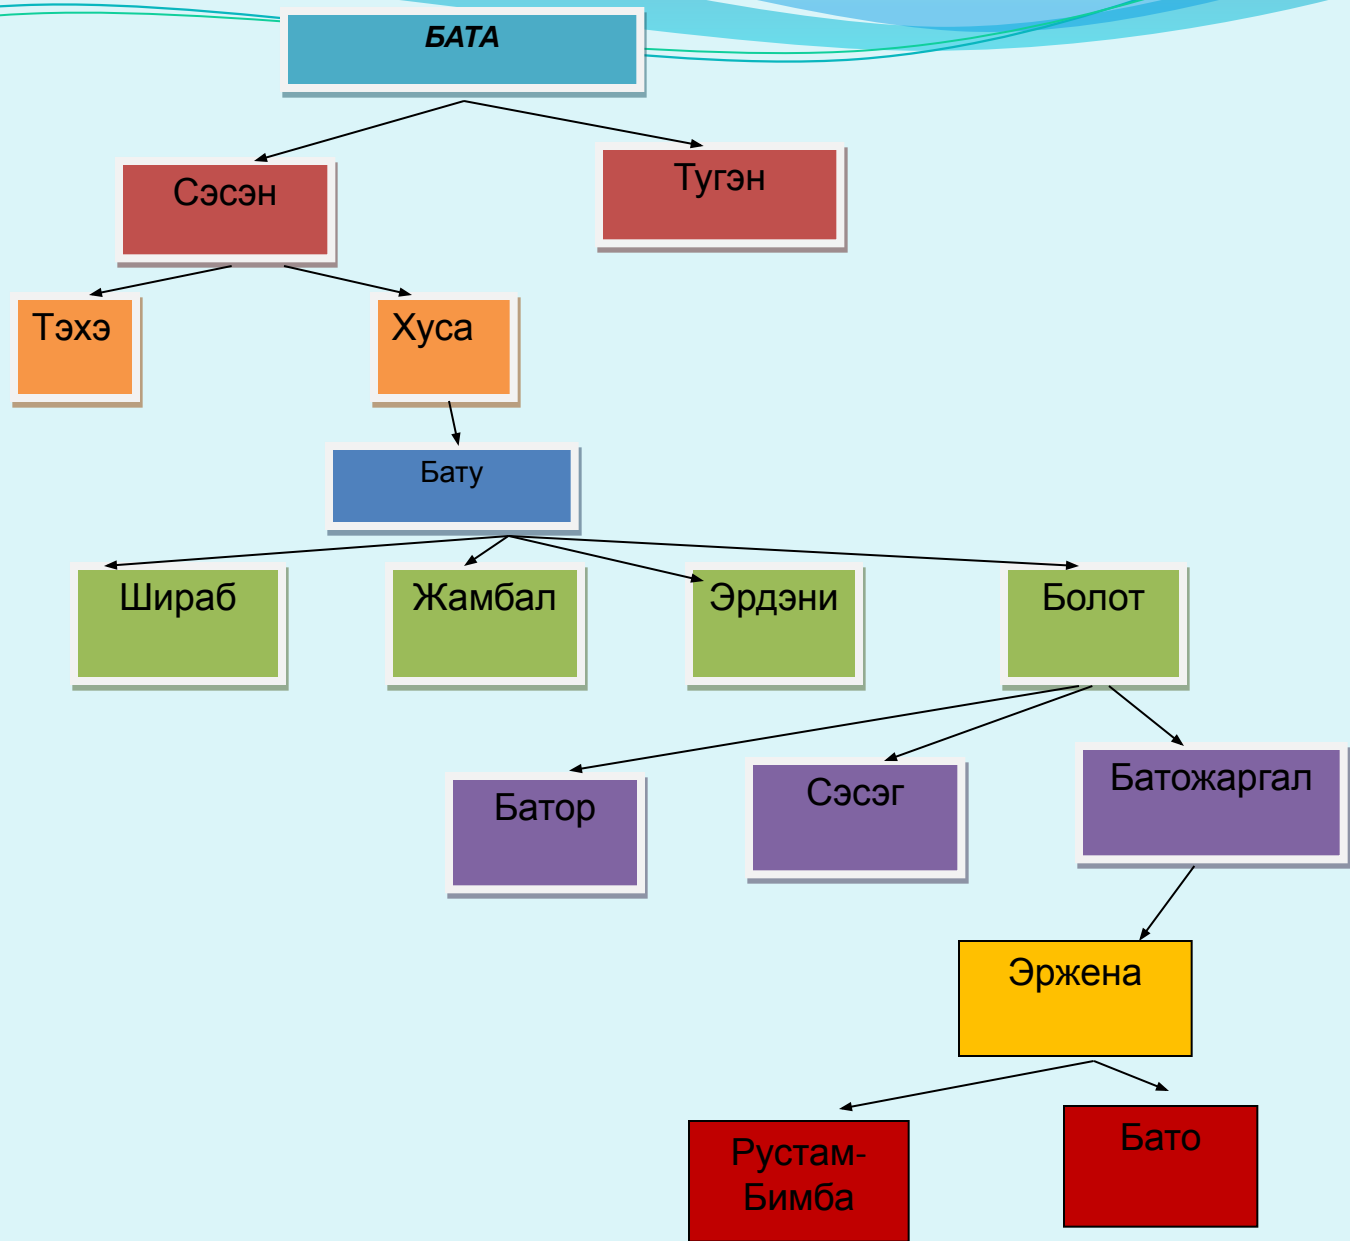 БАТА
Сэсэн
Тугэн
Тэхэ
Хуса
Бату
Шираб
Жамбал
Эрдэни
Болот
Батор
Сэсэг
Батожаргал
Эржена
Рустам-
Бимба
Бато